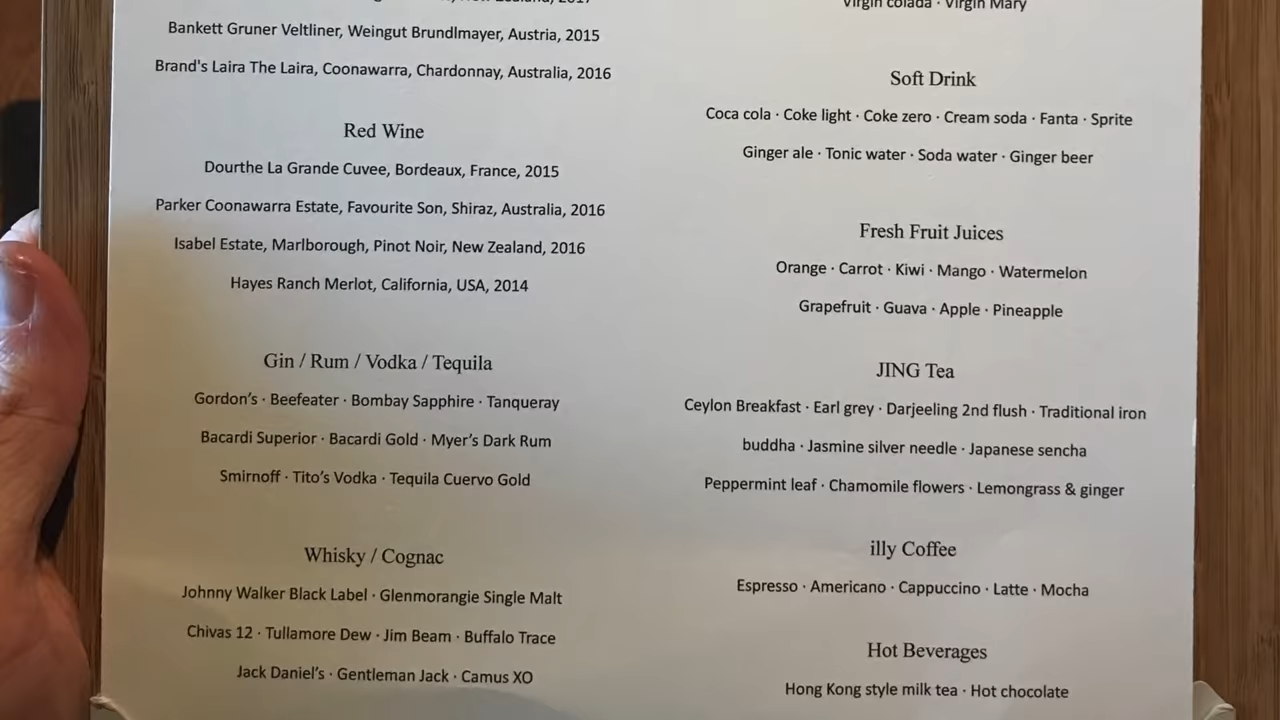 New Zealand, 2017
Bankett Gruner Veltliner, Weingut Brundlmayer, Austria, 2015
Brand's Laira The Laira, Coonawarra, Chardonnay, Australia, 2016
Red Wine
Dourthe La Grande Cuvee, Bordeaux, France, 2015
Parker Coonawarra Estate, Favourite Son, Shiraz, Australia, 2016
Isabel Estate, Marlborough, Pinot Noir, New Zealand, 2016
Hayes Ranch Merlot, California, USA, 2014
Gin / Rum / Vodka / Tequila
Gordon's · Beefeater · Bombay Sapphire · Tanqueray
Bacardi Superior · Bacardi Gold · Myer's Dark Rum
Smirnoff · Tito's Vodka · Tequila Cuervo Gold
Whisky / Cognac
Johnny Walker Black Label · Glenmorangie Single Malt
Chivas 12 · Tullamore Dew · Jim Beam · Buffalo Trace
Jack Daniel's · Gentleman Jack · Camus XO
Virgin colada · Virgin Mary
Soft Drink
Coca cola · Coke light · Coke zero · Cream soda · Fanta · Sprite
Ginger ale · Tonic water · Soda water · Ginger beer
Fresh Fruit Juices
Orange · Carrot · Kiwi · Mango · Watermelon
Grapefruit · Guava · Apple · Pineapple
JING Tea
Ceylon Breakfast · Earl grey · Darjeeling 2nd flush · Traditional iron
buddha · Jasmine silver needle · Japanese sencha
Peppermint leaf · Chamomile flowers · Lemongrass & ginger
illy Coffee
Espresso · Americano · Cappuccino · Latte · Mocha
Hot Beverages
Hong Kong style milk tea · Hot chocolate